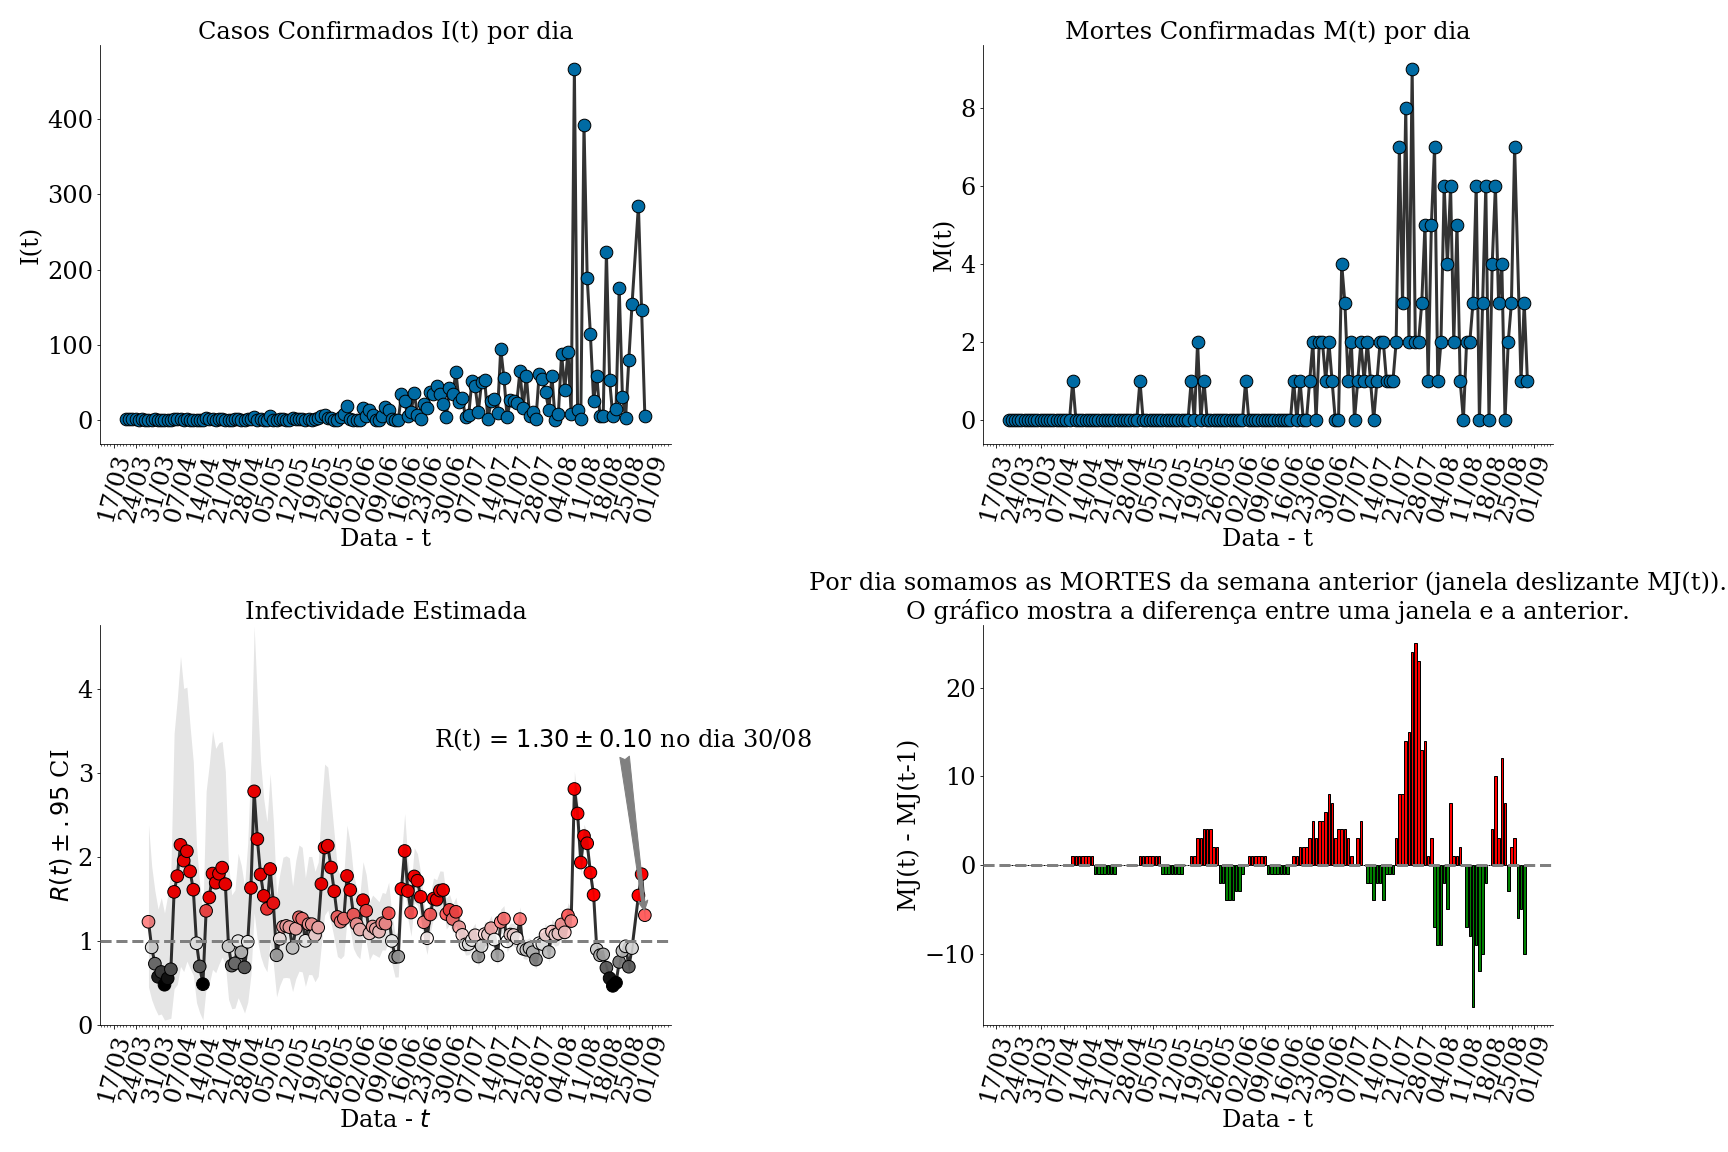 Casos Confirmados I(t) por dia
I(t)
400
300
200
100
0
17/03 24/03 31/03 07/04 14/04 21/04 28/04 05/05 12/05 19/05 26/05 02/06 09/06 16/06 23/06 30/06 07/07 14/07 21/07 28/07 04/08 11/08 18/08 25/08 01/09
Data - t
Mortes Confirmadas M(t) por dia
M(t)
8
6
4
2
0
17/03 24/03 31/03 07/04 14/04 21/04 28/04 05/05 12/05 19/05 26/05 02/06 09/06 16/06 23/06 30/06 07/07 14/07 21/07 28/07 04/08 11/08 18/08 25/08 01/09
Data - t
Infectividade Estimada
R(t) ± .95 CI
4
3
2
1
0
R(t) = 1.30 ± 0.10 no dia 30/08
17/03 24/03 31/03 07/04 14/04 21/04 28/04 05/05 12/05 19/05 26/05 02/06 09/06 16/06 23/06 30/06 07/07 14/07 21/07 28/07 04/08 11/08 18/08 25/08 01/09
Data - t
Por dia somamos as MORTES da semana anterior (janela deslizante MJ(t)).
O gráfico mostra a diferença entre uma janela e a anterior.
MJ(t) - MJ(t-1)
20
10
0
−10
17/03 24/03 31/03 07/04 14/04 21/04 28/04 05/05 12/05 19/05 26/05 02/06 09/06 16/06 23/06 30/06 07/07 14/07 21/07 28/07 04/08 11/08 18/08 25/08 01/09
Data - t